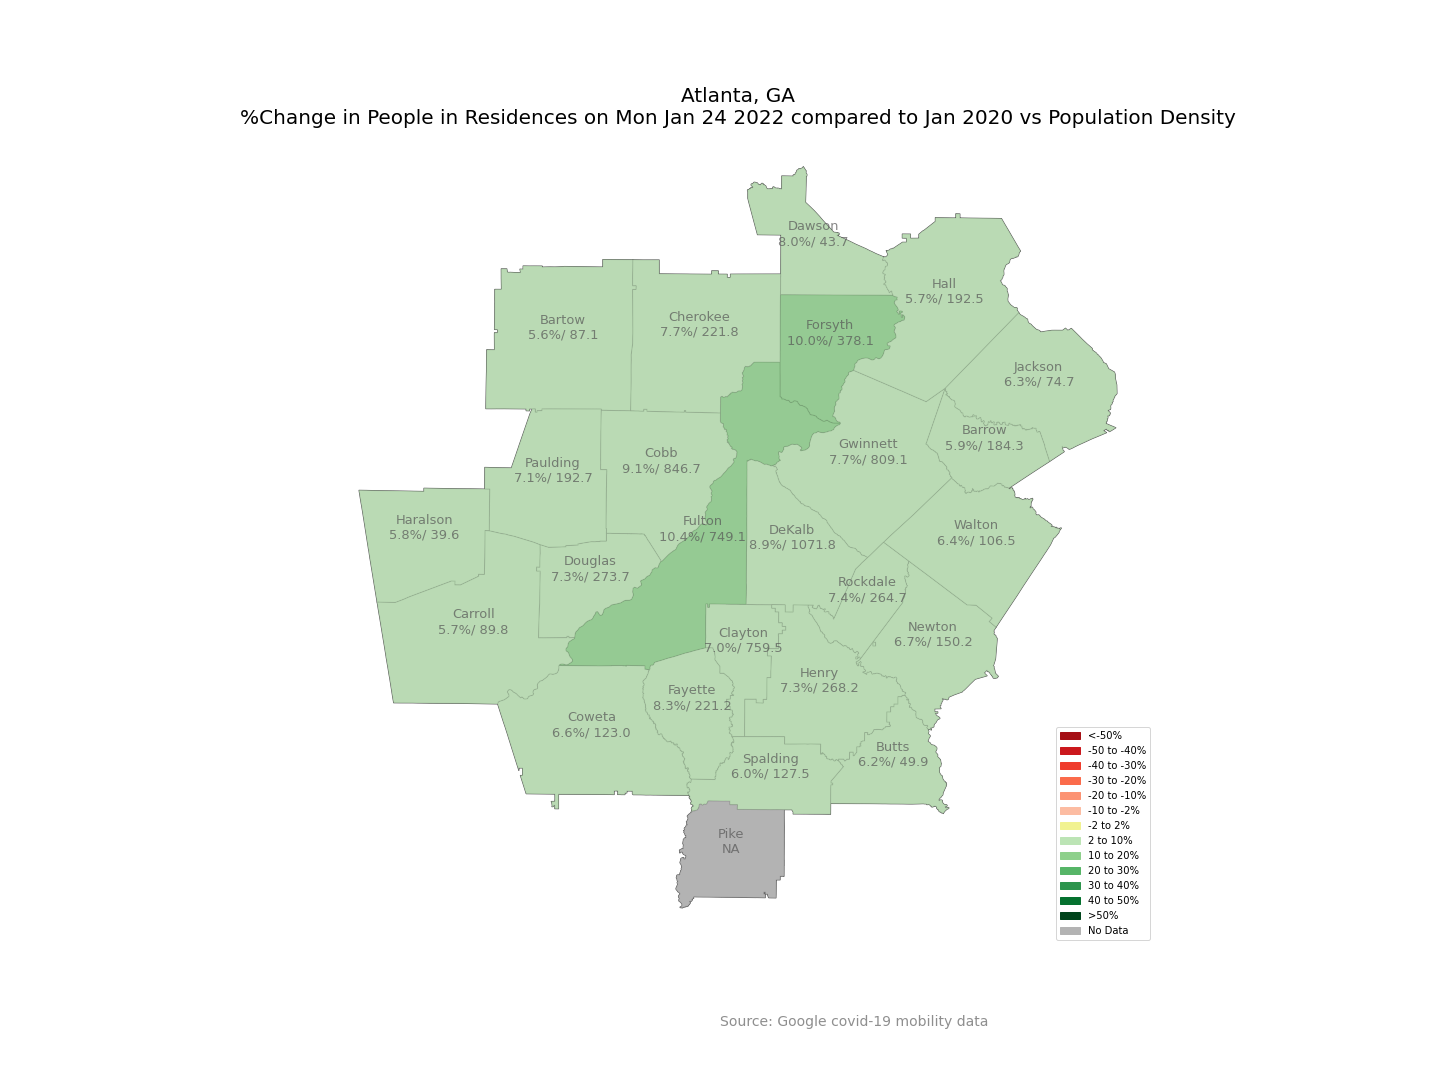 Atlanta, GA
%Change in People in Residences on Mon Jan 24 2022 compared to Jan 2020 vs Population Density
Dawson
8.0%/ 43.7
Hall
5.7%/ 192.5
Bartow
5.6%/ 87.1
Cherokee
7.7%/ 221.8
Forsyth
10.0%/ 378.1
Jackson
6.3%/ 74.7
Barrow
5.9%/ 184.3
Gwinnett
7.7%/ 809.1
Cobb
9.1%/ 846.7
Paulding
7.1%/ 192.7
Haralson
5.8%/ 39.6
Fulton
10.4%/ 749.1
DeKalb
8.9%/ 1071.8
Walton
6.4%/ 106.5
Douglas
7.3%/ 273.7
Rockdale
7.4%/ 264.7
Carroll
5.7%/ 89.8
Clayton
7.0%/ 759.5
Newton
6.7%/ 150.2
Henry
7.3%/ 268.2
Fayette
8.3%/ 221.2
Coweta
6.6%/ 123.0
Spalding
6.0%/ 127.5
Butts
6.2%/ 49.9
Pike
NA
<-50%
-50 to -40%
-40 to -30%
-30 to -20%
-20 to -10%
-10 to -2%
-2 to 2%
2 to 10%
10 to 20%
20 to 30%
30 to 40%
40 to 50%
>50%
No Data
Source: Google covid-19 mobility data